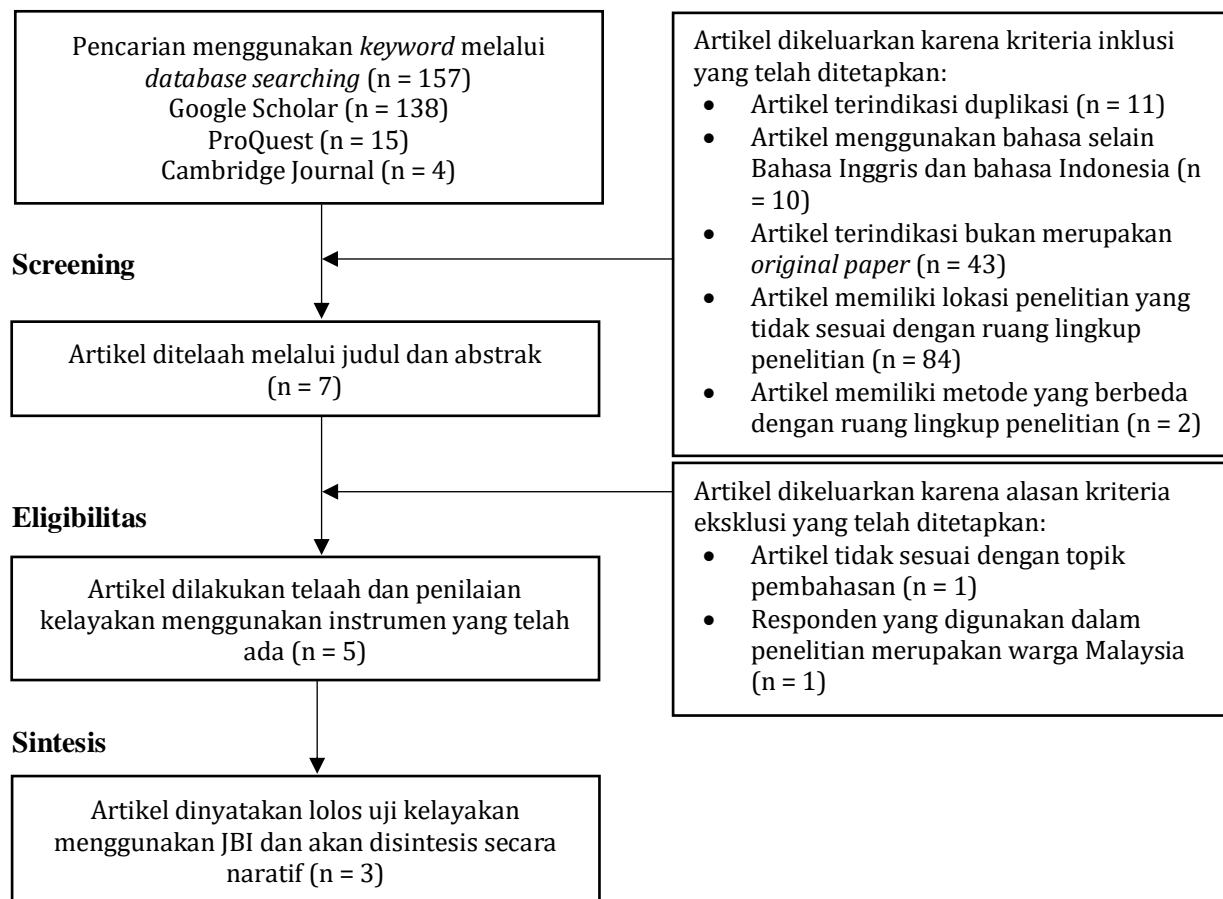 Pencarian menggunakan keyword melalui
database searching (n = 157)
Google Scholar (n = 138)
ProQuest (n = 15)
Cambridge Journal (n = 4)
Artikel dikeluarkan karena kriteria inklusi
yang telah ditetapkan:
• Artikel terindikasi duplikasi (n = 11)
• Artikel menggunakan bahasa selain
Bahasa Inggris dan bahasa Indonesia (n
= 10)
• Artikel terindikasi bukan merupakan
original paper (n = 43)
• Artikel memiliki lokasi penelitian yang
tidak sesuai dengan ruang lingkup
penelitian (n = 84)
• Artikel memiliki metode yang berbeda
dengan ruang lingkup penelitian (n = 2)
Screening
Artikel ditelaah melalui judul dan abstrak
(n = 7)
Artikel dikeluarkan karena alasan kriteria
eksklusi yang telah ditetapkan:
• Artikel tidak sesuai dengan topik
pembahasan (n = 1)
• Responden yang digunakan dalam
penelitian merupakan warga Malaysia
(n = 1)
Eligibilitas
Artikel dilakukan telaah dan penilaian
kelayakan menggunakan instrumen yang telah
ada (n = 5)
Sintesis
Artikel dinyatakan lolos uji kelayakan
menggunakan JBI dan akan disintesis secara
naratif (n = 3)